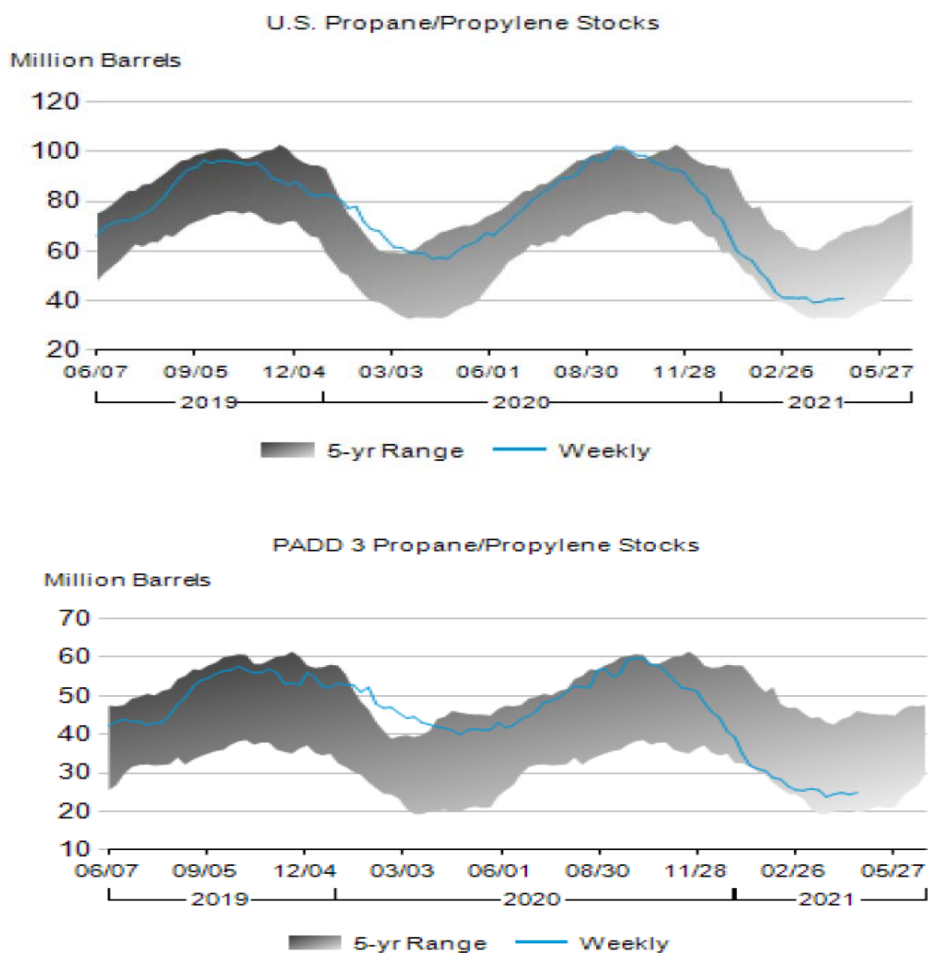 U.S. Propane/Propylene Stocks
Million Barrels
120
100
80
60
40
20
06/07 09/05 12/04 03/03 06/01 08/30 11/28 02/26 05/27
2019 2020 2021
5-yr Range Weekly
PADD 3 Propane/Propylene Stocks
Million Barrels
70
60
50
40
30
20
10
06/07 09/05 12/04 03/03 06/01 08/30 11/28 02/26 05/27
2019 2020 2021
5-yr Range Weekly